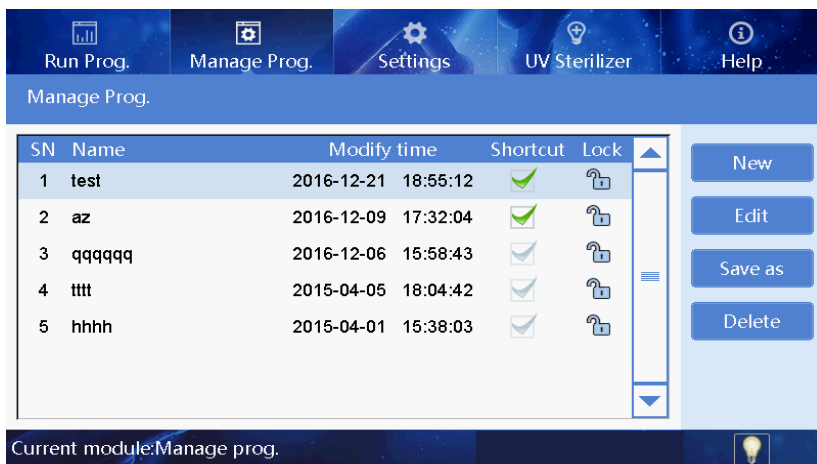 Run Prog. Manage Prog. Settings UV Sterilizer Help
Manage Prog.
SN Name Modify time Shortcut Lock
1 test 2016-12-21 18:55:12
2 az 2016-12-09 17:32:04
3 qqqqqq 2016-12-06 15:58:43
4 tttt 2015-04-05 18:04:42
5 hhhh 2015-04-01 15:38:03
New
Edit
Save as
Delete
Current module:Manage prog.